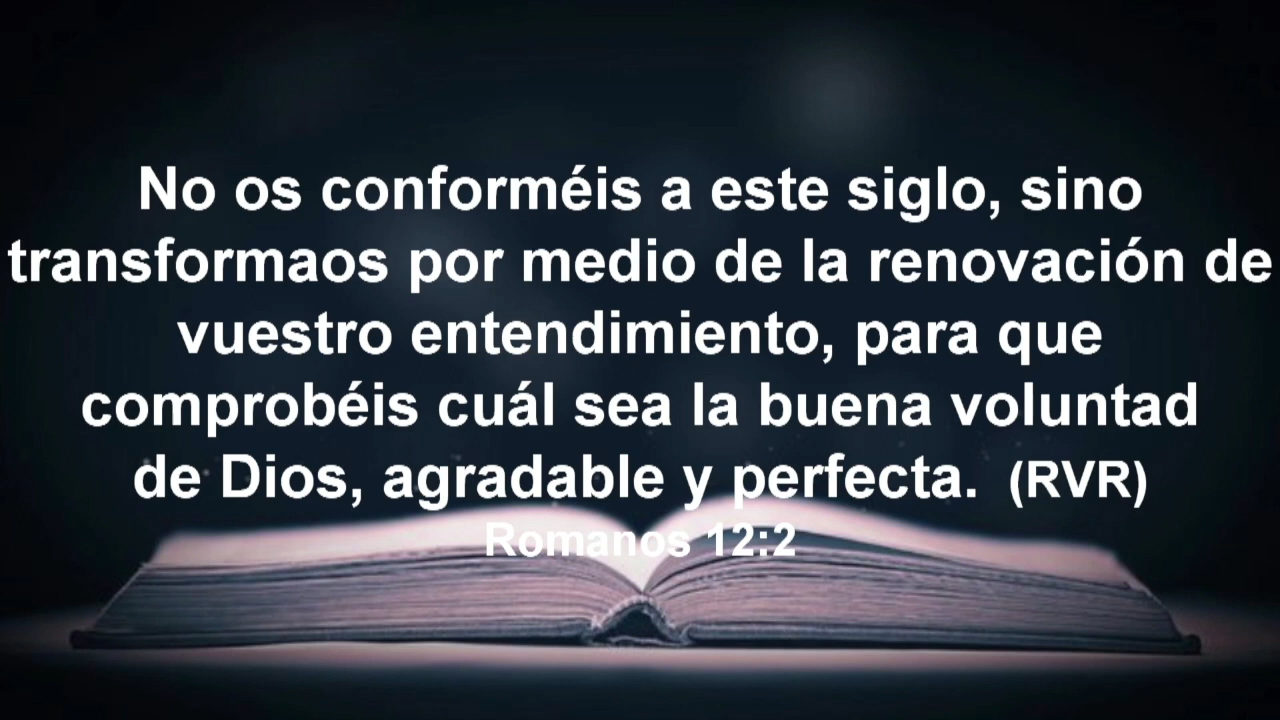 No os conforméis a este siglo, sino
transformaos por medio de la renovación de
vuestro entendimiento, para que
comprobéis cuál sea la buena voluntad
de Dios, agradable y perfecta. (RVR)
Romanos 12:2